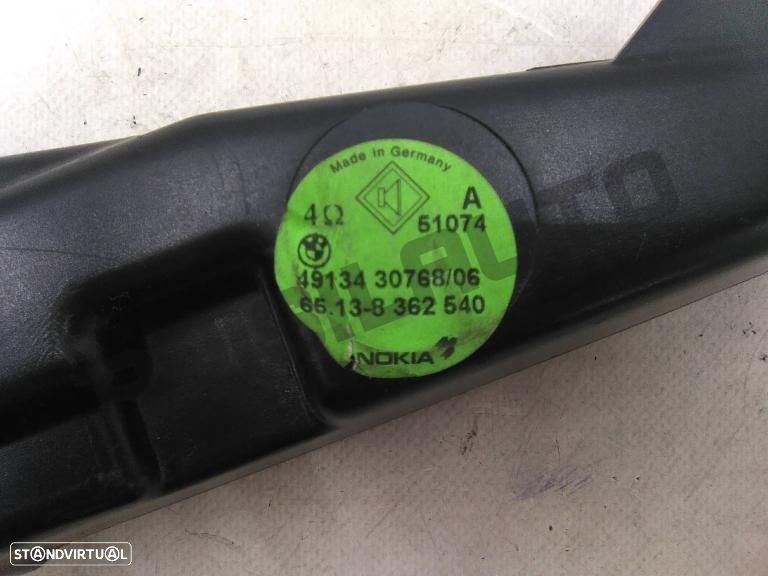 Made in Germany
4Ω
A
51074
49134 30768/06
65.13-8 362 540
NOKIA
STANDVIRTUAL